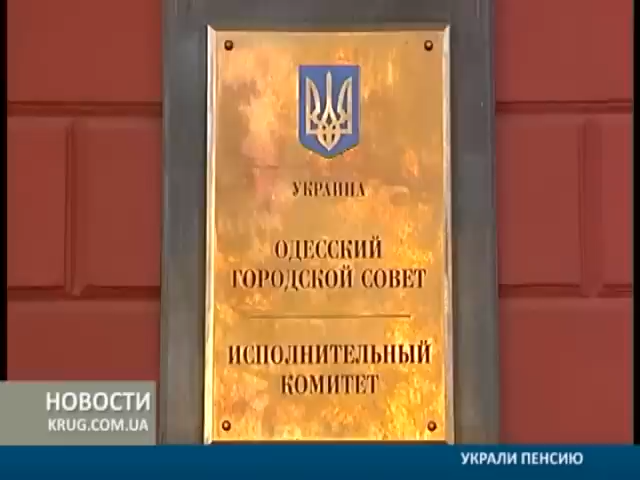 УКРАИНА
ОДЕССКИЙ
ГОРОДСКОЙ СОВЕТ
ИСПОЛНИТЕЛЬНЫЙ
КОМИТЕТ
НОВОСТИ
KRUG.COM.UA
УКРАЛИ ПЕНСИЮ